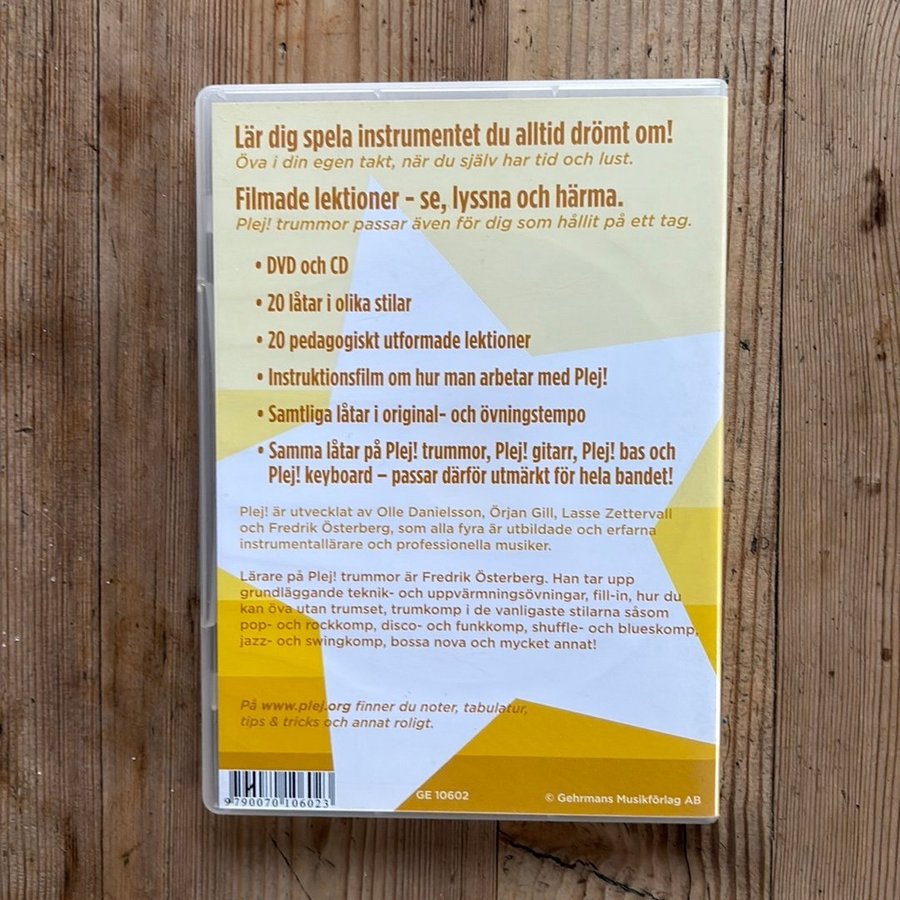 Lär dig spela instrumentet du alltid drömt om!
Öva i din egen takt, när du själv har tid och lust.
Filmade lektioner - se, lyssna och härma.
Plej! trummor passar även för dig som hållit på ett tag.
• DVD och CD
• 20 låtar i olika stilar
• 20 pedagogiskt utformade lektioner
• Instruktionsfilm om hur man arbetar med Plej!
• Samtliga låtar i original- och övningstempo
• Samma låtar på Plej! trummor, Plej! gitarr, Plej! bas och
Plej! keyboard – passar därför utmärkt för hela bandet!
Plej! är utvecklat av Olle Danielsson, Örjan Gill, Lasse Zettervall
och Fredrik Österberg, som alla fyra är utbildade och erfarna
instrumentallärare och professionella musiker.
Lärare på Plej! trummor är Fredrik Österberg. Han tar upp
grundläggande teknik- och uppvärmningsövningar, fill-in, hur du
kan öva utan trumset, trumkomp i de vanligaste stilarna såsom
pop- och rockkomp, disco- och funkkomp, shuffle- och blueskomp,
jazz- och swingkomp, bossa nova och mycket annat!
På www.plej.org finner du noter, tabulatur,
tips & tricks och annat roligt.
9790070 106023
GE 10602
© Gehrmans Musikförlag AB